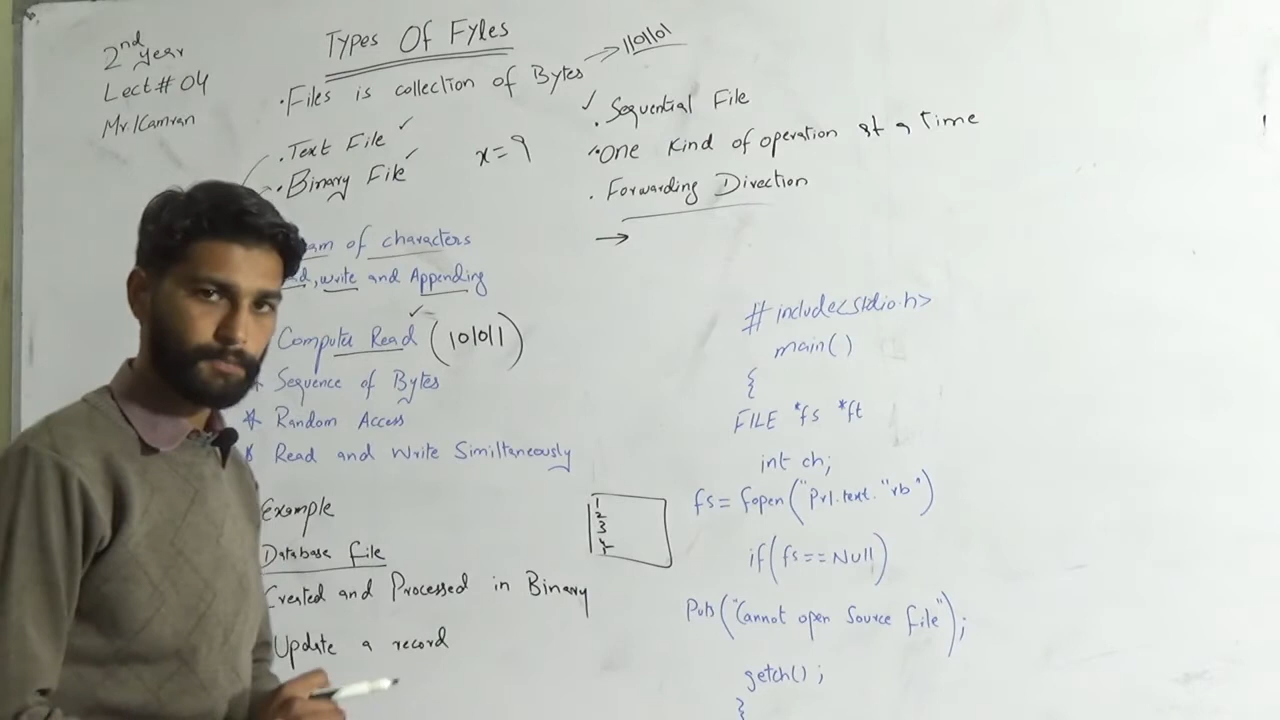 2nd year
Lect# 04
Mr. Kamran
Types Of Fyles
• Files is collection of Bytes → 1101101
• Text File ✓
• Binary File ✓
x = 9
of characters
, write and Appending
Computer Read ✓ (101011)
Sequence of Bytes
* Random Access
* Read and Write Similtaneously
Example
Database file
Created and Processed in Binary
Update a record
✓ • Sequential File
• One Kind of operation at a time
• Forwarding Direction
→
1
2
3
4
# include<stdio.h>
main()
{
FILE *fs *ft
int ch;
fs = fopen("Pr1.text."rb")
if(fs==Null)
Puts("Cannot open Source file");
getch();
}